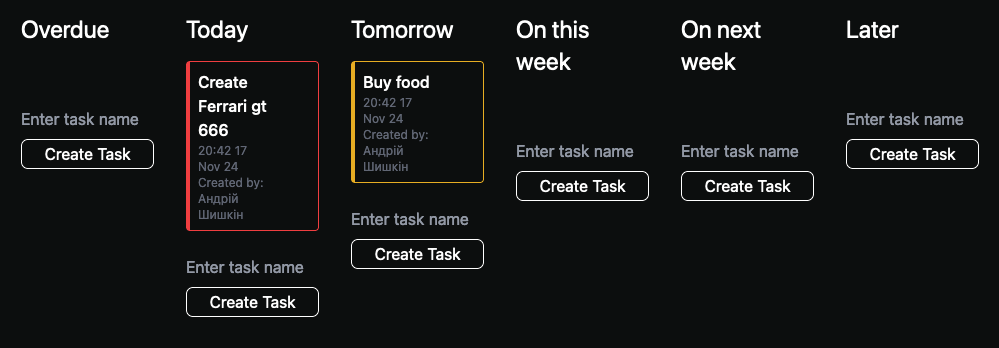 Overdue
Enter task name
Create Task
Today
Create
Ferrari gt
666
20:42 17
Nov 24
Created by:
Андрій
Шишкін
Enter task name
Create Task
Tomorrow
Buy food
20:42 17
Nov 24
Created by:
Андрій
Шишкін
Enter task name
Create Task
On this
week
Enter task name
Create Task
On next
week
Enter task name
Create Task
Later
Enter task name
Create Task